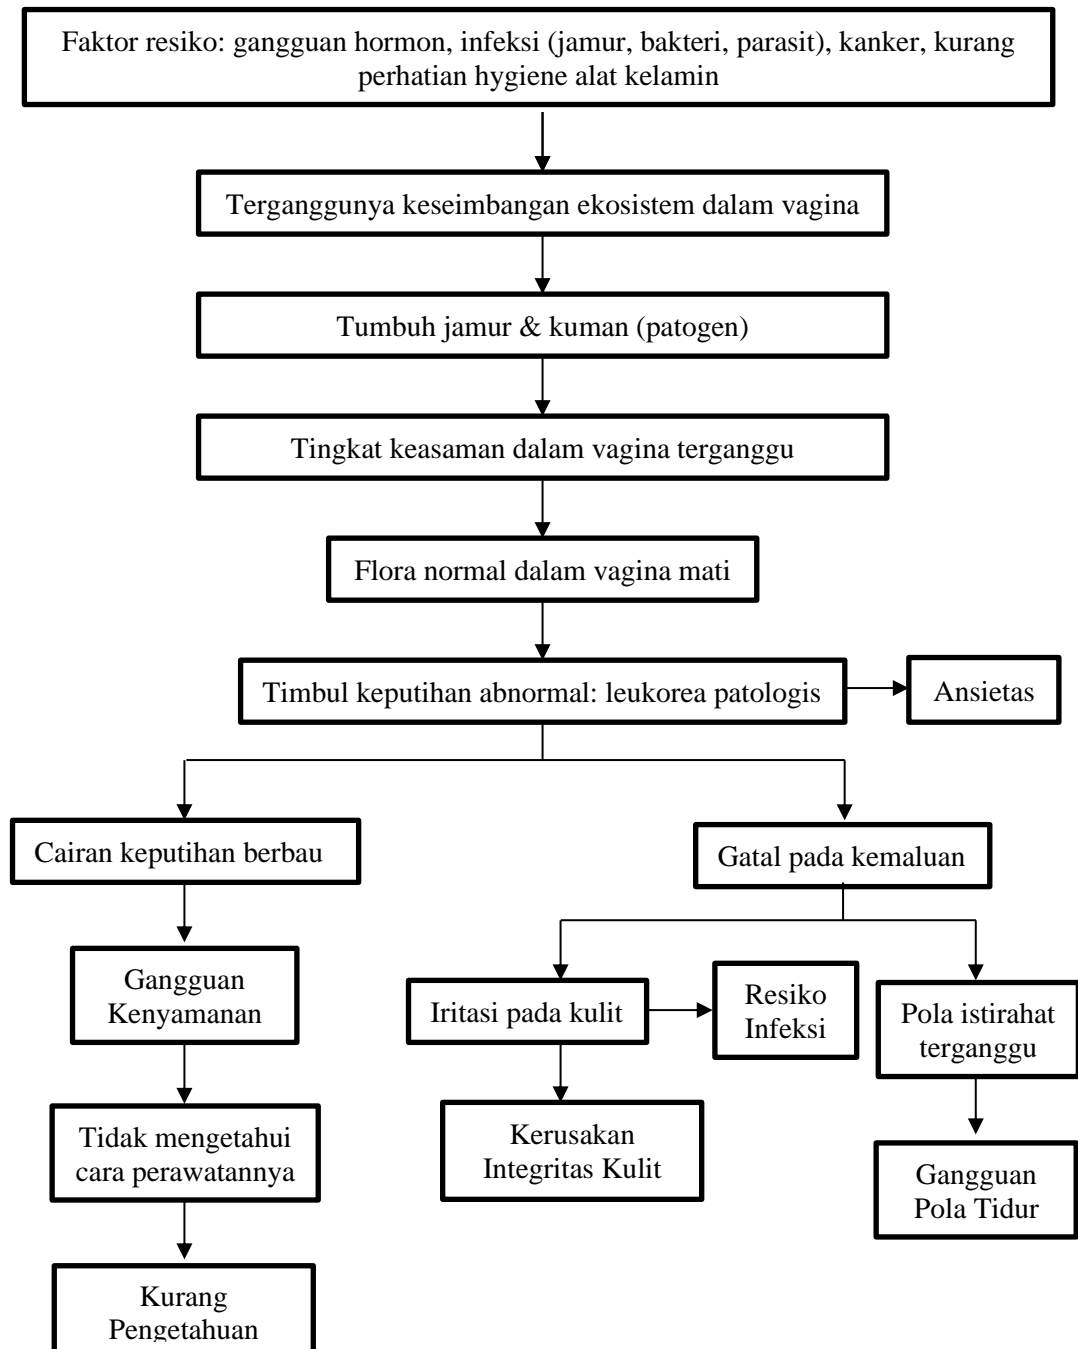 Faktor resiko: gangguan hormon, infeksi (jamur, bakteri, parasit), kanker, kurang
perhatian hygiene alat kelamin
Terganggunya keseimbangan ekosistem dalam vagina
Tumbuh jamur & kuman (patogen)
Tingkat keasaman dalam vagina terganggu
Flora normal dalam vagina mati
Timbul keputihan abnormal: leukorea patologis
Ansietas
Cairan keputihan berbau
Gatal pada kemaluan
Gangguan
Kenyamanan
Iritasi pada kulit
Resiko
Infeksi
Pola istirahat
terganggu
Tidak mengetahui
cara perawatannya
Kerusakan
Integritas Kulit
Gangguan
Pola Tidur
Kurang
Pengetahuan